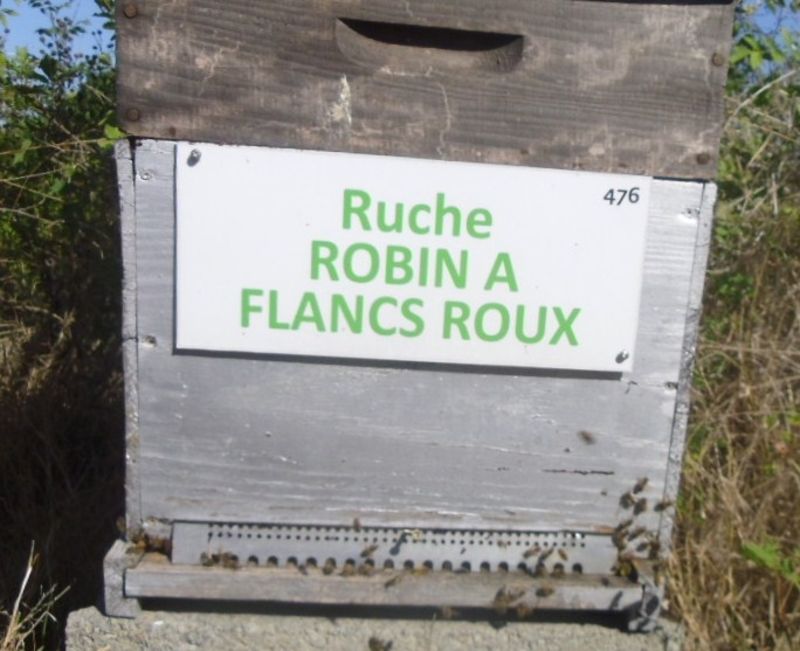 476
Ruche
ROBIN A
FLANCS ROUX